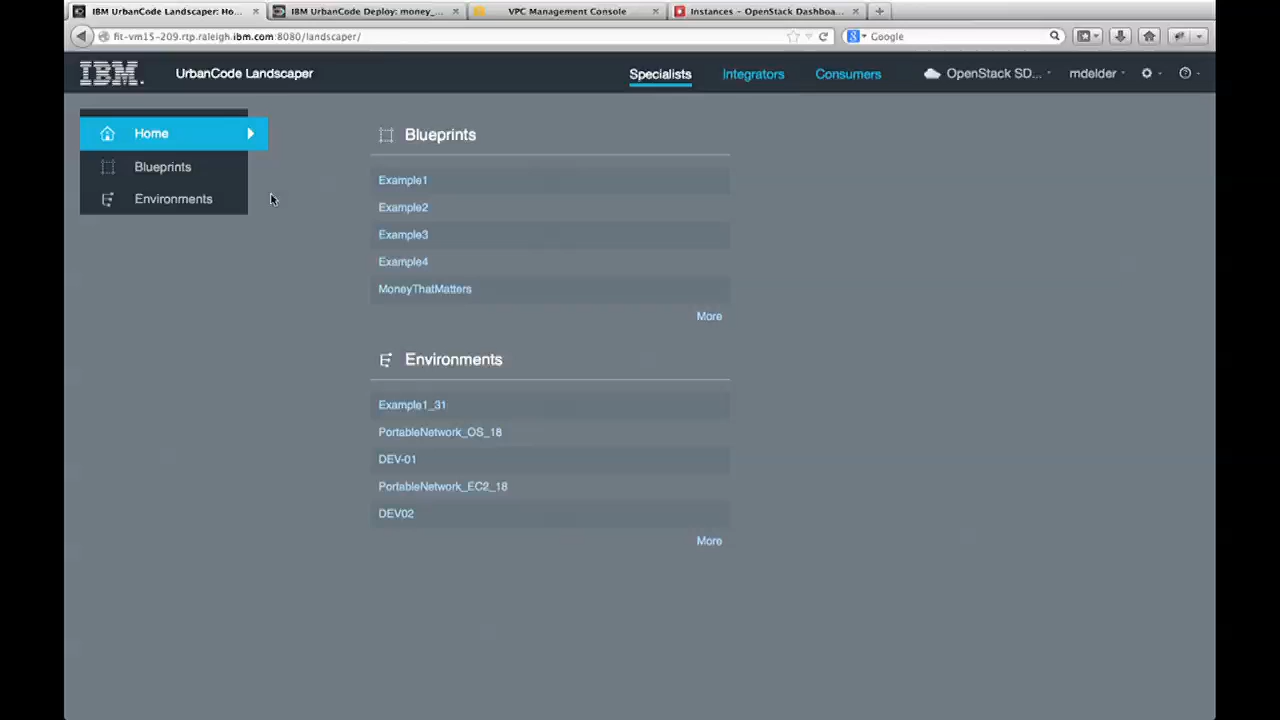 IBM UrbanCode Landscaper: Ho...
IBM UrbanCode Deploy: money_...
VPC Management Console
Instances - OpenStack Dashboa...
fit-vm15-209.rtp.raleigh.ibm.com:8080/landscaper/
Google
IBM.
UrbanCode Landscaper
Specialists
Integrators
Consumers
OpenStack SD...
mdelder
Home
Blueprints
Environments
Blueprints
Example1
Example2
Example3
Example4
MoneyThatMatters
More
Environments
Example1_31
PortableNetwork_OS_18
DEV-01
PortableNetwork_EC2_18
DEV02
More